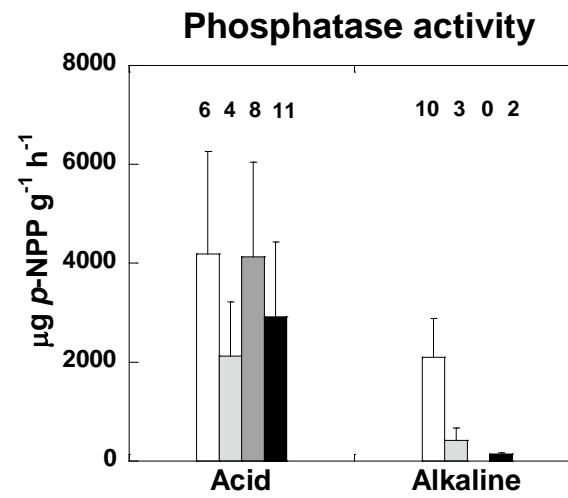 Phosphatase activity
8000
6000
4000
2000
0
µg p-NPP g⁻¹ h⁻¹
6 4 8 11
10 3 0 2
Acid
Alkaline